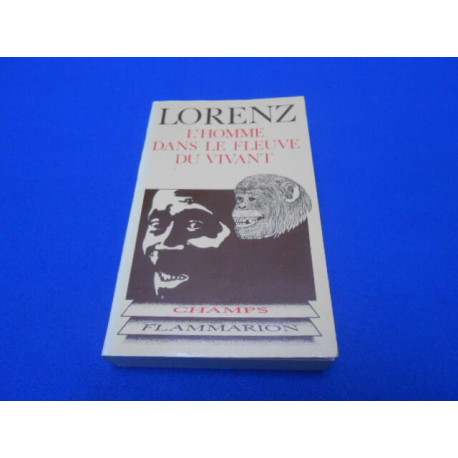 LORENZ
L'HOMME
DANS LE FLEUVE
DU VIVANT
CHAMPS
FLAMMARION